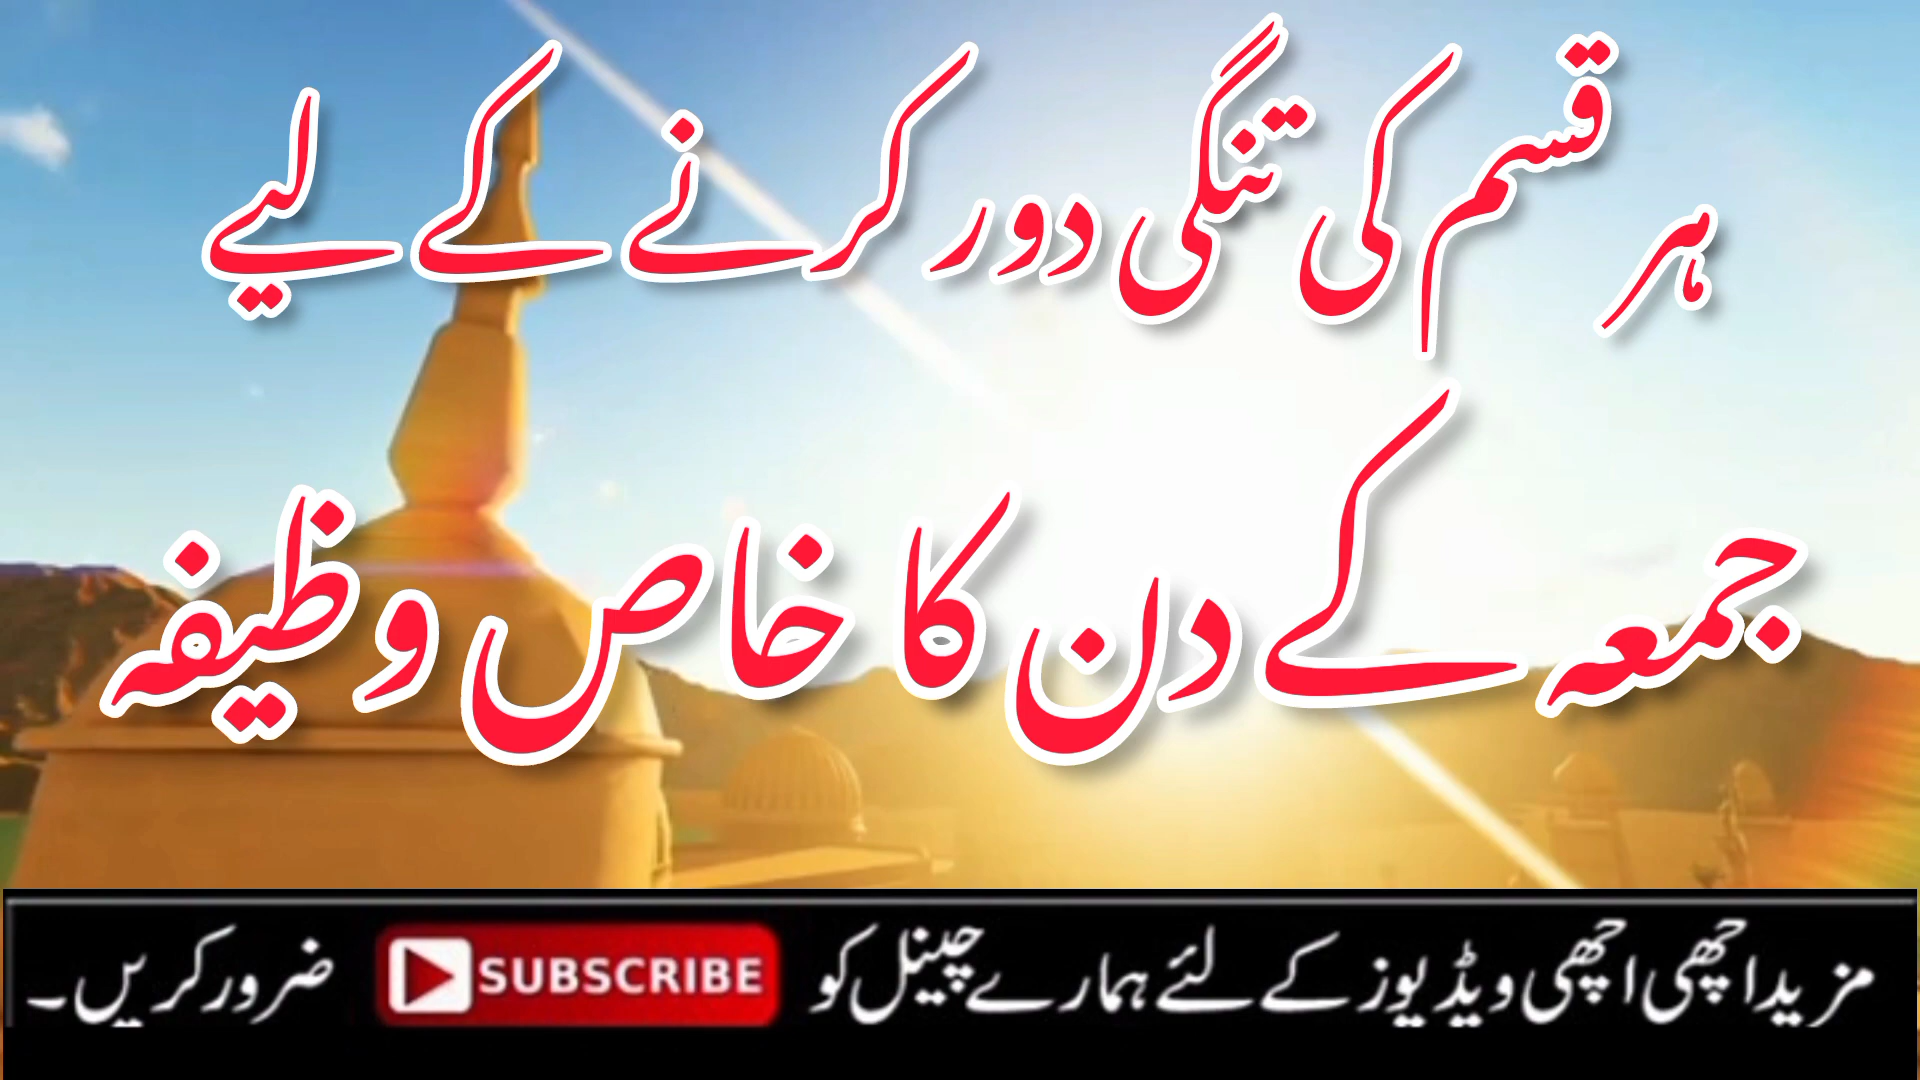 ہر قسم کی تنگی دور کرنے کے لیے
جمعہ کے دن کا خاص وظیفہ
مزید اچھی اچھی ویڈیوز کے لئے ہمارے چینل کو SUBSCRIBE ضرور کریں۔